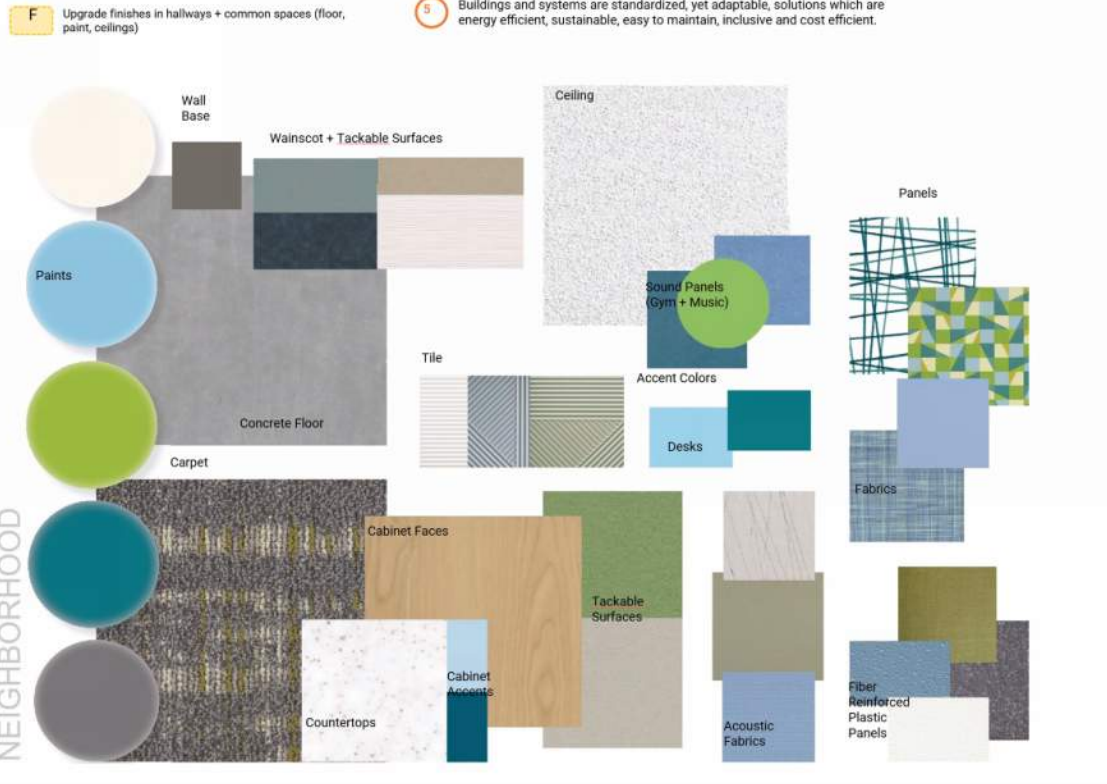 F
Upgrade finishes in hallways + common spaces (floor,
paint, ceilings)
5
Buildings and systems are standardized, yet adaptable, solutions which are
energy efficient, sustainable, easy to maintain, inclusive and cost efficient.
Wall
Base
Wainscot + Tackable Surfaces
Ceiling
Panels
Paints
Sound Panels
(Gym + Music)
Tile
Accent Colors
Concrete Floor
Desks
Carpet
Fabrics
Cabinet Faces
Tackable
Surfaces
Cabinet
Accents
Countertops
Acoustic
Fabrics
Fiber
Reinforced
Plastic
Panels
NEIGHBORHOOD